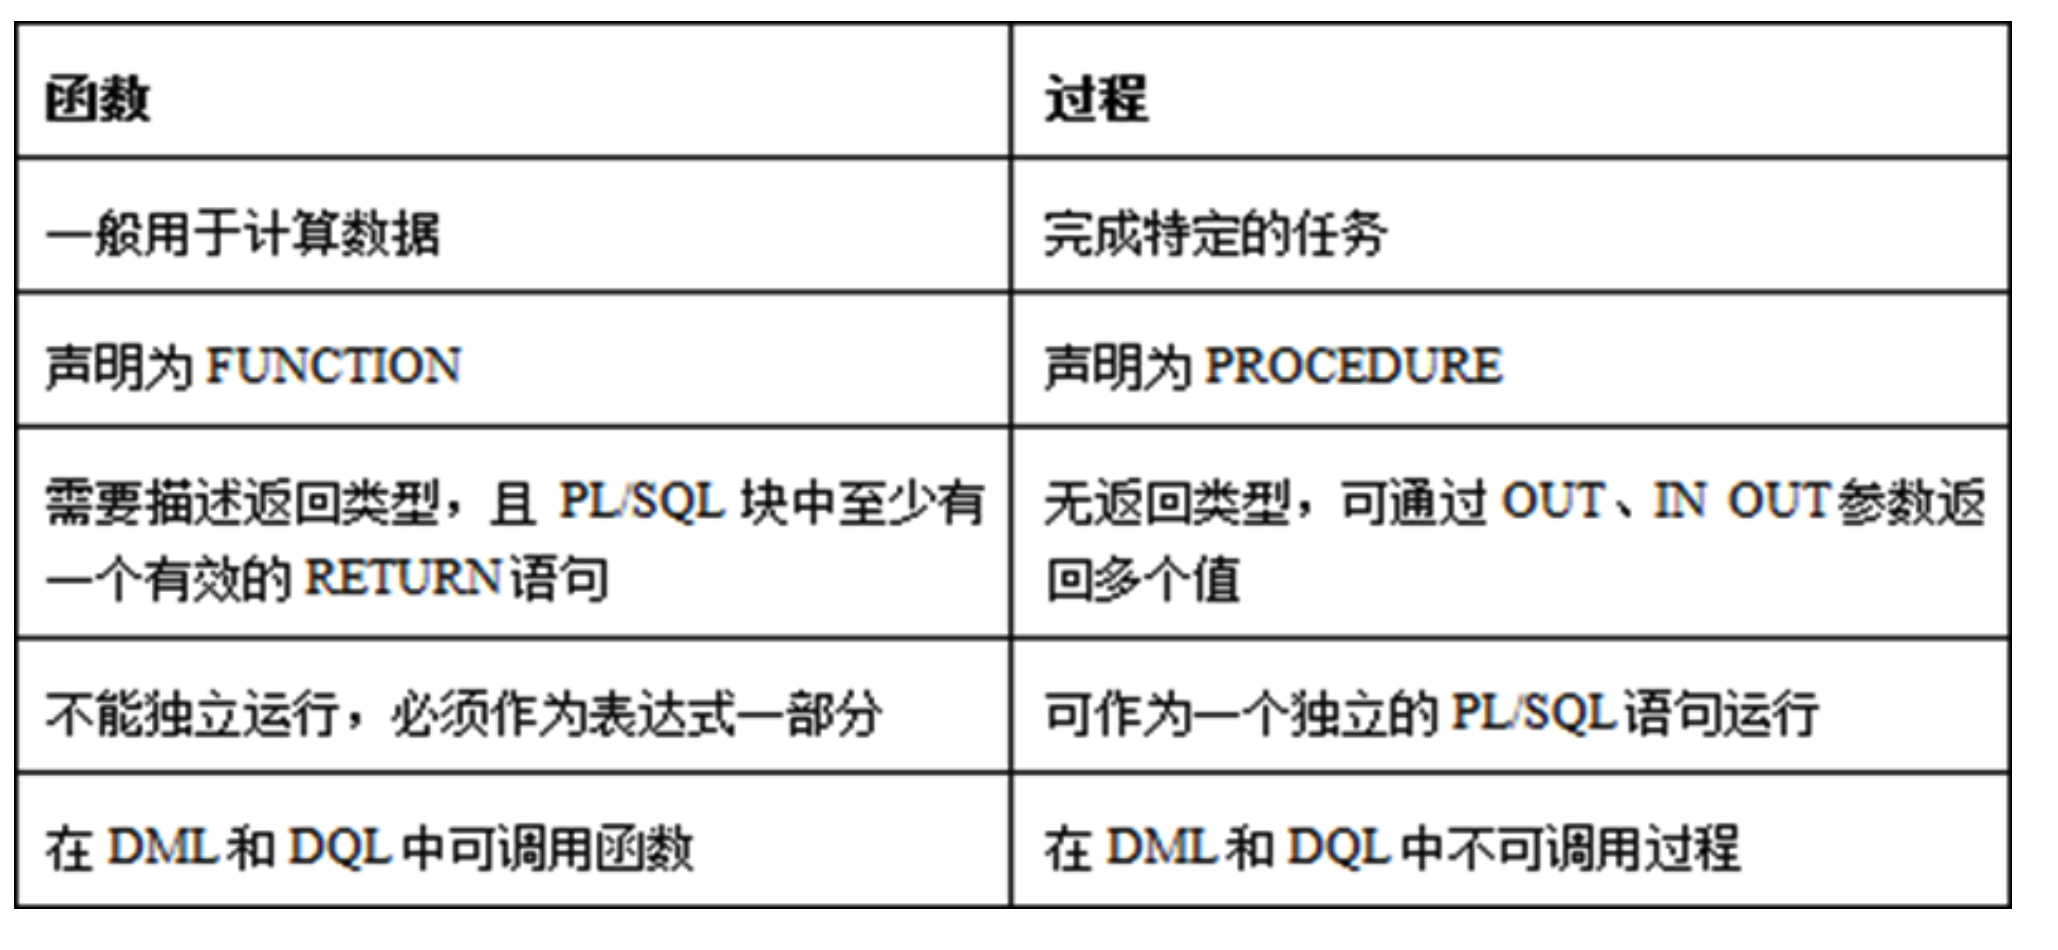 函数
过程
一般用于计算数据
完成特定的任务
声明为 FUNCTION
声明为 PROCEDURE
需要描述返回类型，且 PL/SQL 块中至少有
一个有效的 RETURN 语句
无返回类型，可通过 OUT、IN OUT 参数返
回多个值
不能独立运行，必须作为表达式一部分
可作为一个独立的 PL/SQL 语句运行
在 DML 和 DQL 中可调用函数
在 DML 和 DQL 中不可调用过程